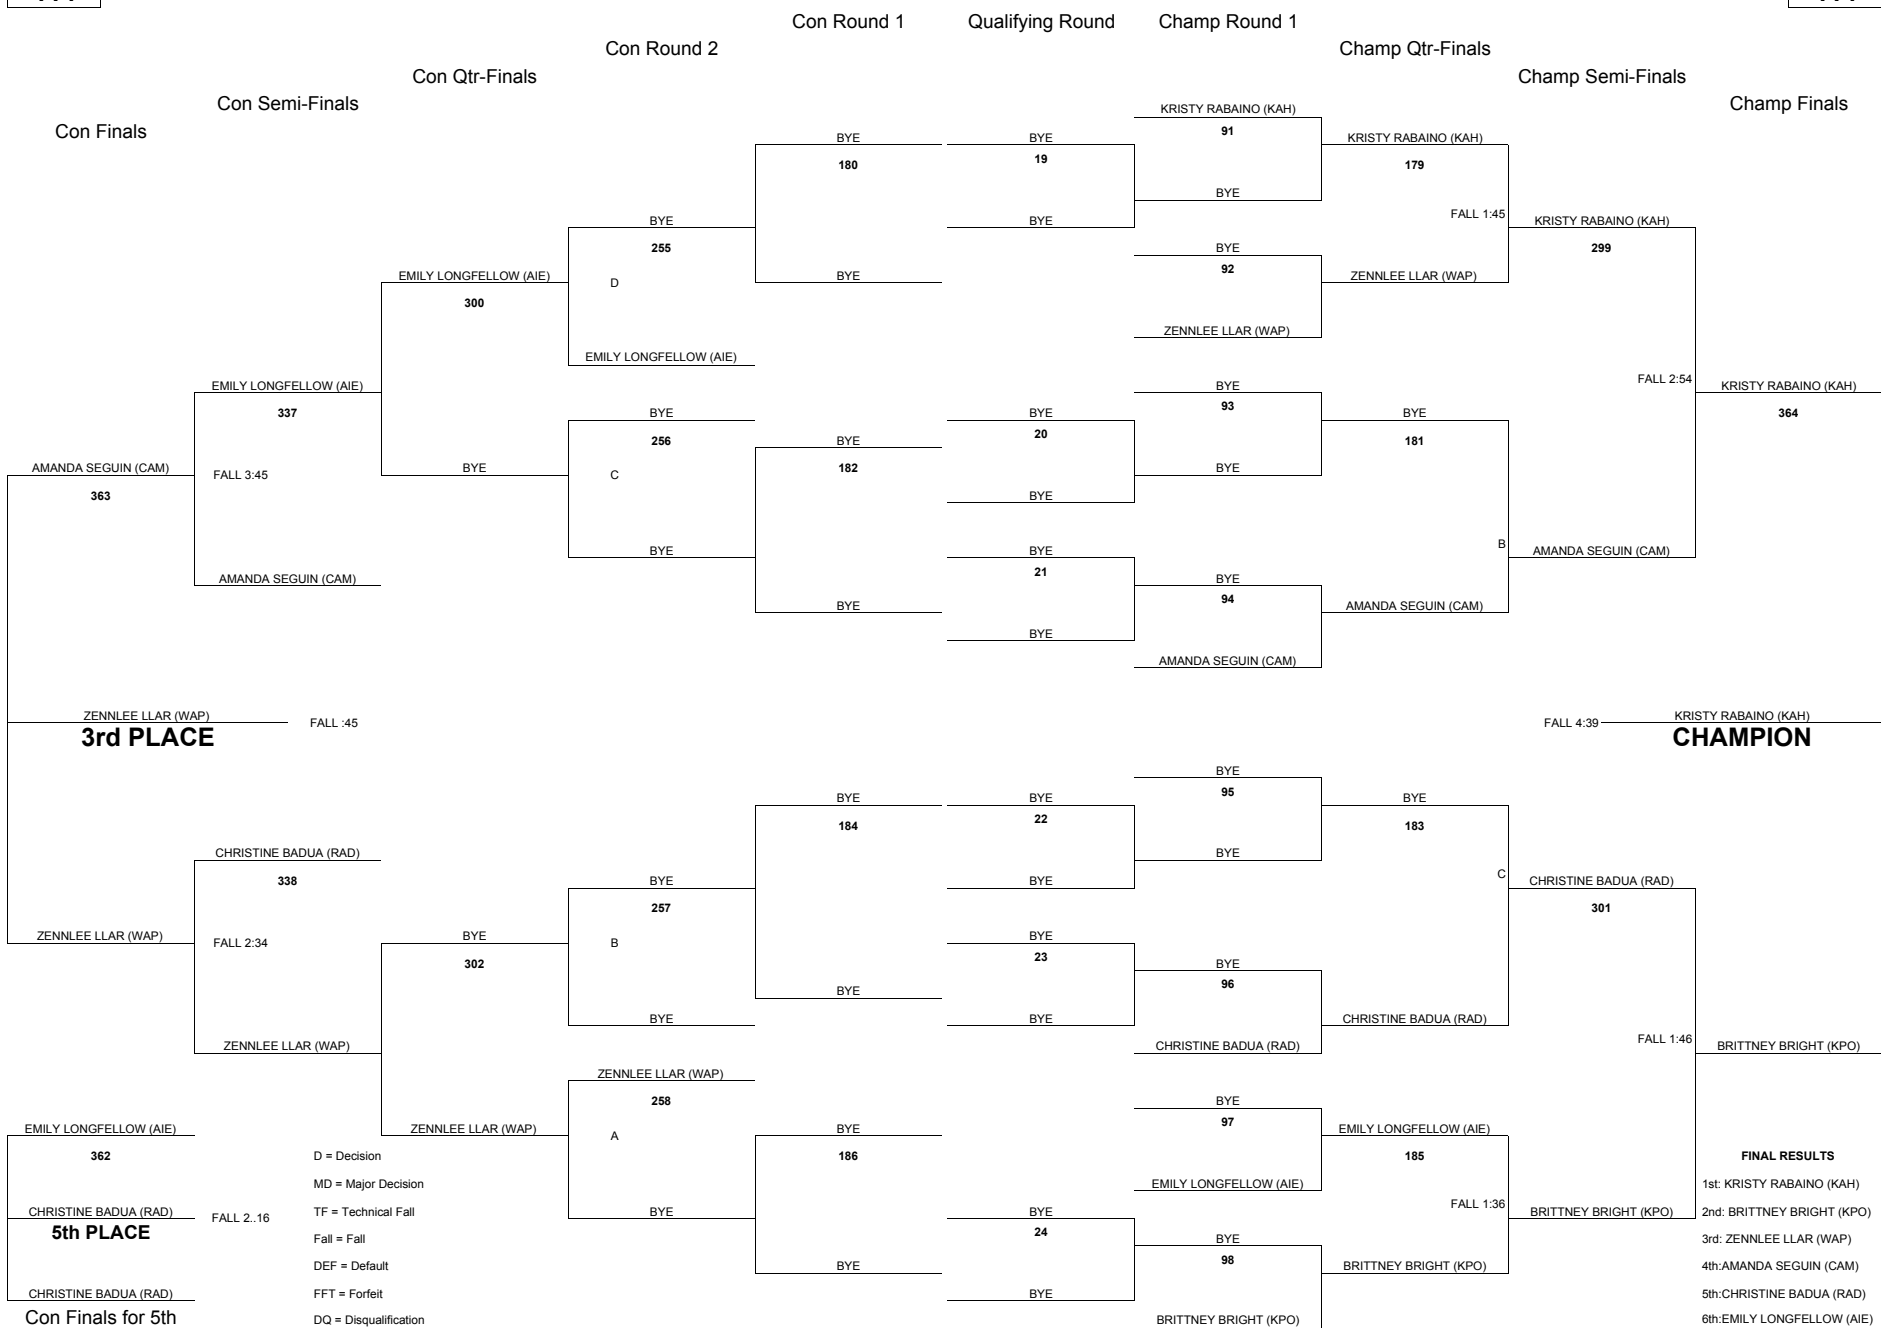 Con Round 1 Qualifying Round Champ Round 1
Con Round 2 Champ Qtr-Finals
Con Qtr-Finals Champ Semi-Finals
Con Semi-Finals Champ Finals
KRISTY RABAINO (KAH)
Con Finals
91
BYE BYE KRISTY RABAINO (KAH)
180 19 179
BYE
FALL 1:45
BYE BYE KRISTY RABAINO (KAH)
255 BYE 299
92
EMILY LONGFELLOW (AIE) BYE ZENNLEE LLAR (WAP)
D
300
ZENNLEE LLAR (WAP)
EMILY LONGFELLOW (AIE)
FALL 2:54
EMILY LONGFELLOW (AIE) BYE KRISTY RABAINO (KAH)
337 BYE BYE 93 BYE 364
256 BYE 20 181
AMANDA SEGUIN (CAM) FALL 3:45 BYE C 182 BYE
363 BYE
B
BYE BYE AMANDA SEGUIN (CAM)
21
AMANDA SEGUIN (CAM) BYE
94
BYE AMANDA SEGUIN (CAM)
BYE
AMANDA SEGUIN (CAM)
ZENNLEE LLAR (WAP) FALL :45 FALL 4:39 KRISTY RABAINO (KAH)
3rd PLACE CHAMPION
BYE
95
BYE BYE BYE
184 22 183
CHRISTINE BADUA (RAD) BYE
338 BYE BYE C CHRISTINE BADUA (RAD)
257 301
ZENNLEE LLAR (WAP) FALL 2:34 BYE B BYE
302 23 BYE
96
BYE
BYE BYE CHRISTINE BADUA (RAD)
FALL 1:46
ZENNLEE LLAR (WAP) CHRISTINE BADUA (RAD) BRITTNEY BRIGHT (KPO)
ZENNLEE LLAR (WAP)
258 BYE
97
EMILY LONGFELLOW (AIE) ZENNLEE LLAR (WAP) A BYE EMILY LONGFELLOW (AIE)
362 D = Decision 186 185 FINAL RESULTS
MD = Major Decision EMILY LONGFELLOW (AIE) 1st: KRISTY RABAINO (KAH)
FALL 1:36
CHRISTINE BADUA (RAD) FALL 2..16 TF = Technical Fall BYE BYE BRITTNEY BRIGHT (KPO) 2nd: BRITTNEY BRIGHT (KPO)
5th PLACE Fall = Fall 24 BYE 3rd: ZENNLEE LLAR (WAP)
98
DEF = Default BYE BRITTNEY BRIGHT (KPO) 4th:AMANDA SEGUIN (CAM)
CHRISTINE BADUA (RAD) FFT = Forfeit BYE 5th:CHRISTINE BADUA (RAD)
Con Finals for 5th DQ = Disqualification BRITTNEY BRIGHT (KPO) 6th:EMILY LONGFELLOW (AIE)